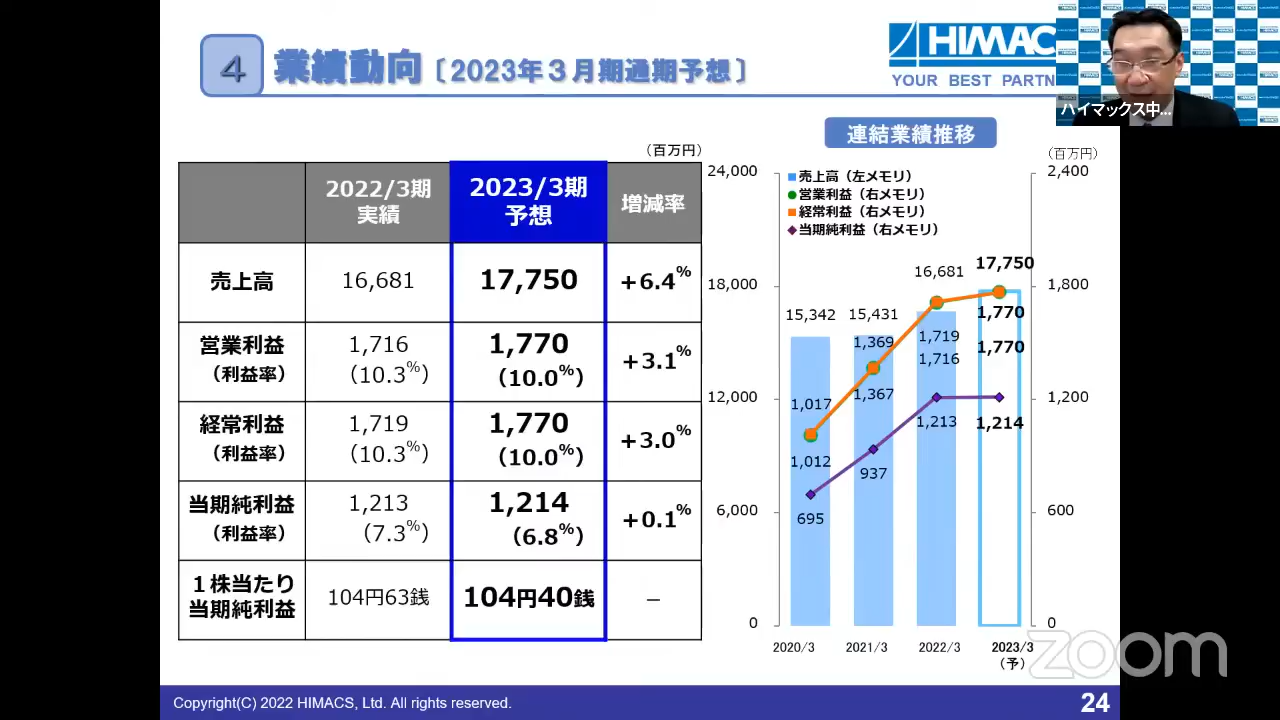 4
業績動向〔2023年3月期通期予想〕
HIMACS
YOUR BEST PARTN
ハイマックス中...
連結業績推移
(百万円)
2022/3期
実績
2023/3期
予想
増減率
売上高
16,681
17,750
+6.4%
営業利益
(利益率)
1,716
(10.3%)
1,770
(10.0%)
+3.1%
経常利益
(利益率)
1,719
(10.3%)
1,770
(10.0%)
+3.0%
当期純利益
(利益率)
1,213
(7.3%)
1,214
(6.8%)
+0.1%
1株当たり
当期純利益
104円63銭
104円40銭
–
(百万円)
24,000
18,000
12,000
6,000
0
2,400
1,800
1,200
600
0
売上高(左メモリ)
営業利益(右メモリ)
経常利益(右メモリ)
当期純利益(右メモリ)
15,342
15,431
16,681
17,750
1,017
1,012
695
1,369
1,367
937
1,719
1,716
1,213
1,770
1,770
1,214
2020/3
2021/3
2022/3
2023/3
(予)
zoom
Copyright(C) 2022 HIMACS, Ltd. All rights reserved.
24